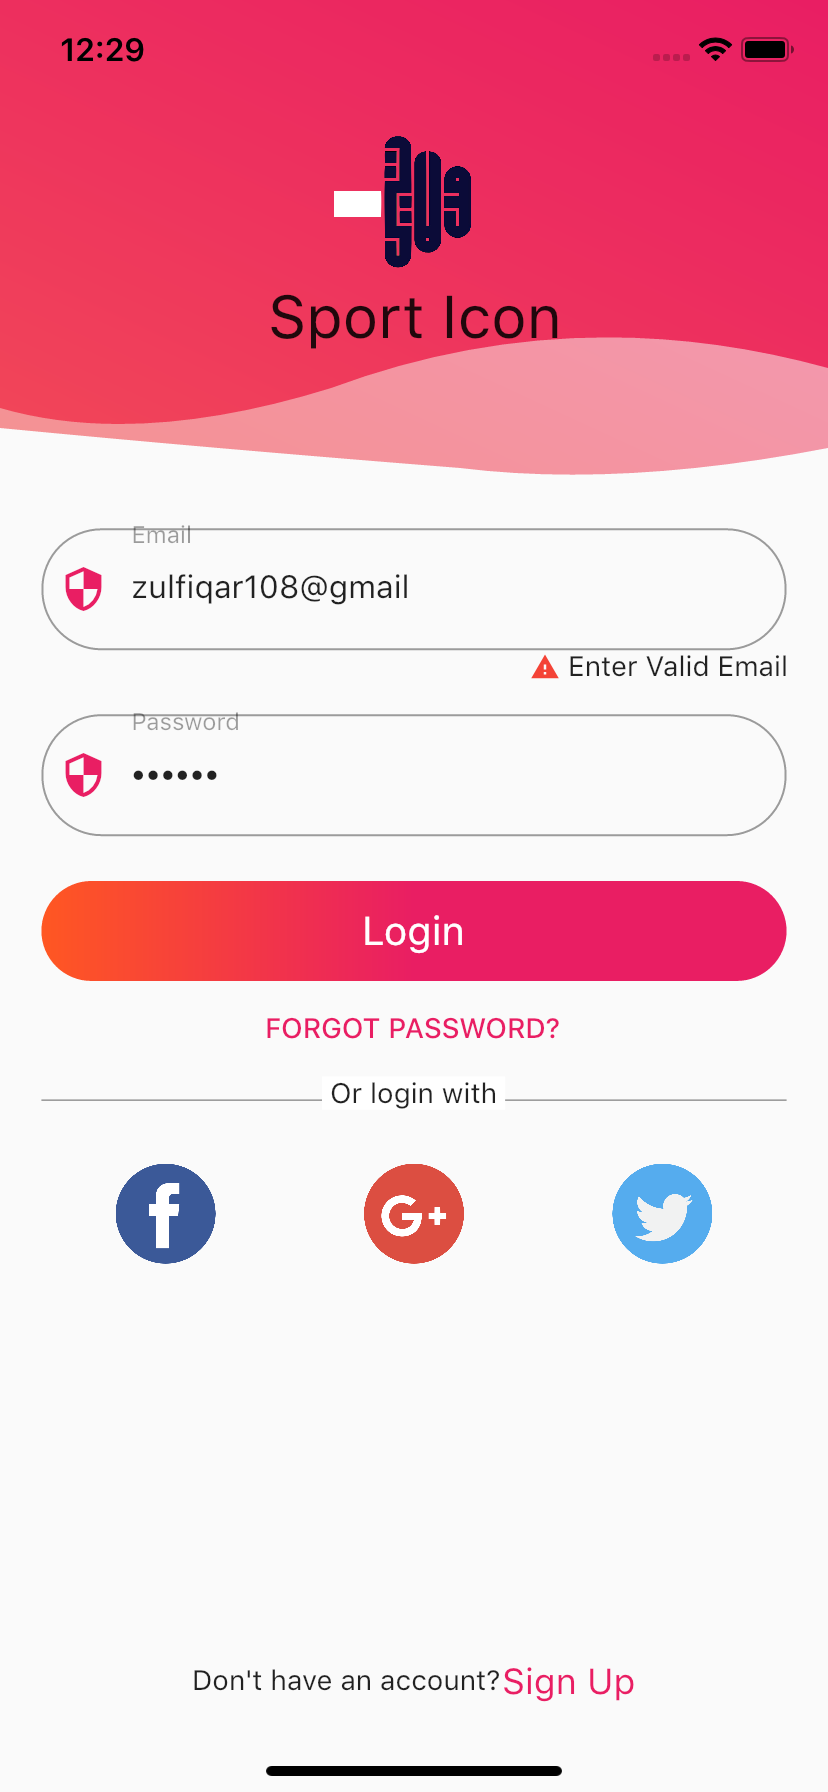 12:29
Sport Icon
Email
zulfiqar108@gmail
Enter Valid Email
Password
••••••
Login
FORGOT PASSWORD?
Or login with
f
G+
Don't have an account?Sign Up